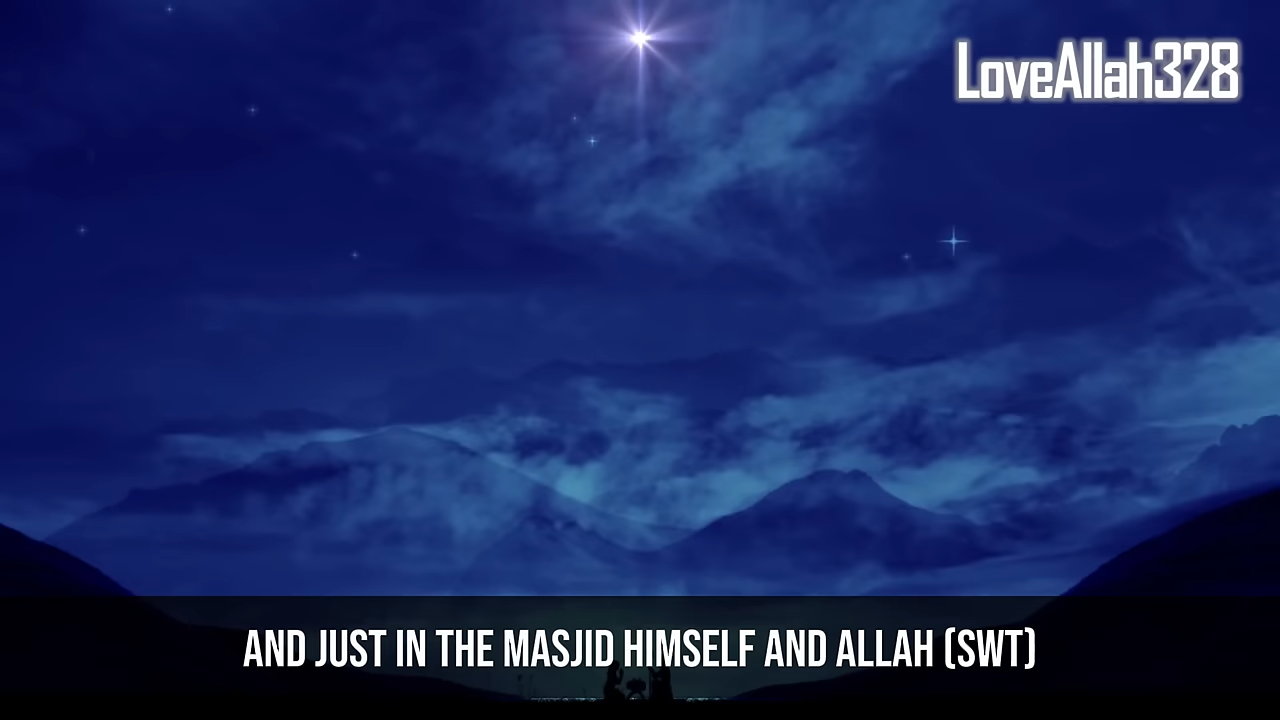 LoveAllah328
AND JUST IN THE MASJID HIMSELF AND ALLAH (SWT)